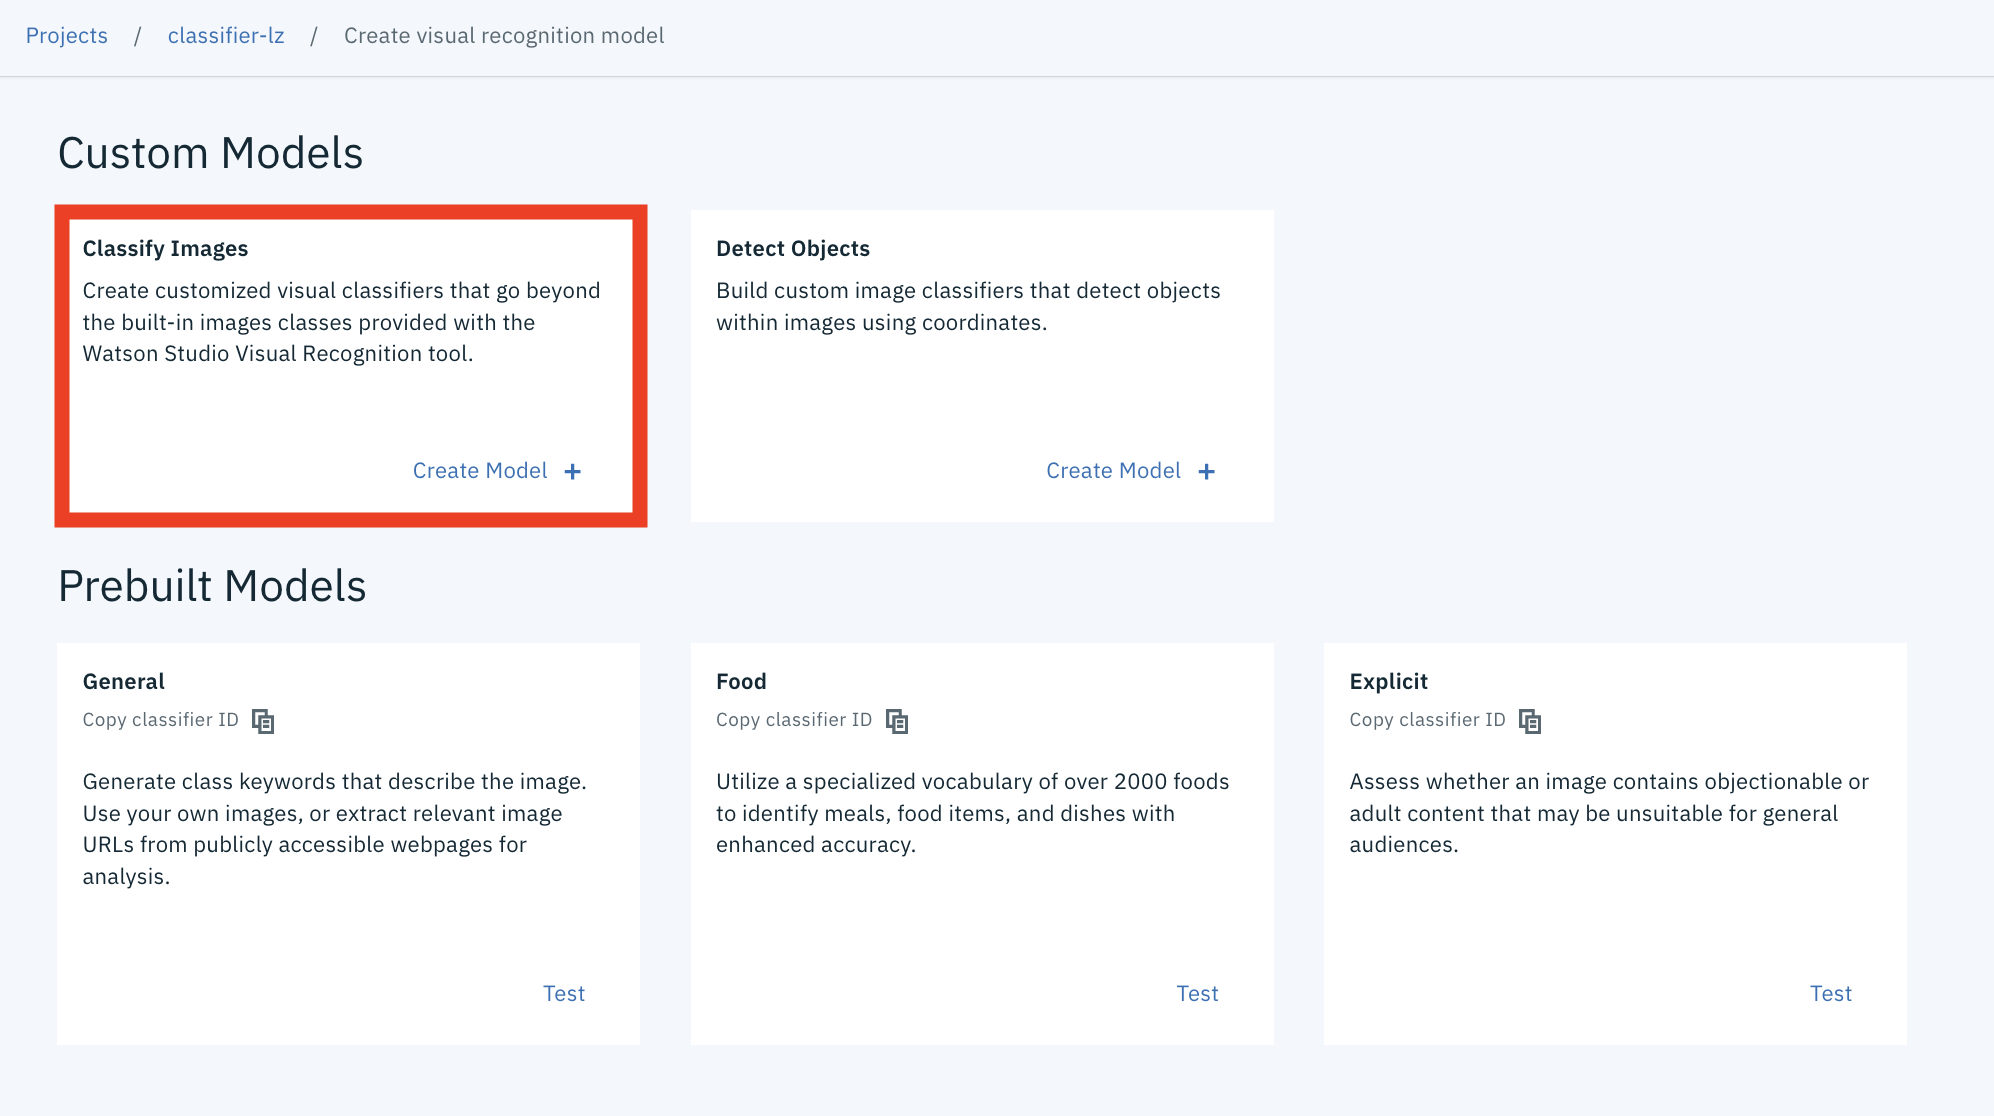 Projects / classifier-lz / Create visual recognition model
Custom Models
Classify Images
Create customized visual classifiers that go beyond
the built-in images classes provided with the
Watson Studio Visual Recognition tool.
Create Model +
Detect Objects
Build custom image classifiers that detect objects
within images using coordinates.
Create Model +
Prebuilt Models
General
Copy classifier ID
Generate class keywords that describe the image.
Use your own images, or extract relevant image
URLs from publicly accessible webpages for
analysis.
Test
Food
Copy classifier ID
Utilize a specialized vocabulary of over 2000 foods
to identify meals, food items, and dishes with
enhanced accuracy.
Test
Explicit
Copy classifier ID
Assess whether an image contains objectionable or
adult content that may be unsuitable for general
audiences.
Test